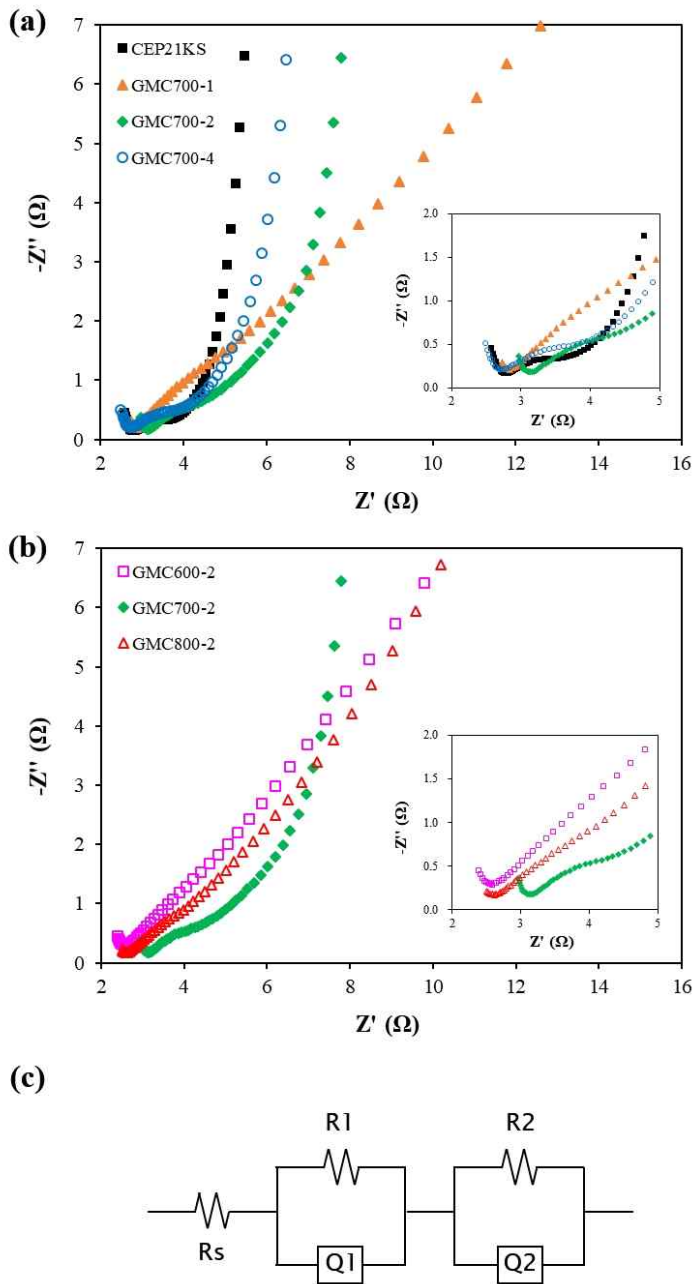 (a)
7
6
5
4
3
2
1
0
-Z'' (Ω)
CEP21KS
GMC700-1
GMC700-2
GMC700-4
2 4 6 8 10 12 14 16
Z' (Ω)
2.0
1.5
1.0
0.5
0.0
-Z'' (Ω)
2 3 4 5
Z' (Ω)
(b)
7
6
5
4
3
2
1
0
-Z'' (Ω)
GMC600-2
GMC700-2
GMC800-2
2 4 6 8 10 12 14 16
Z' (Ω)
2.0
1.5
1.0
0.5
0.0
-Z'' (Ω)
2 3 4 5
Z' (Ω)
(c)
R1 R2
Rs
Q1 Q2